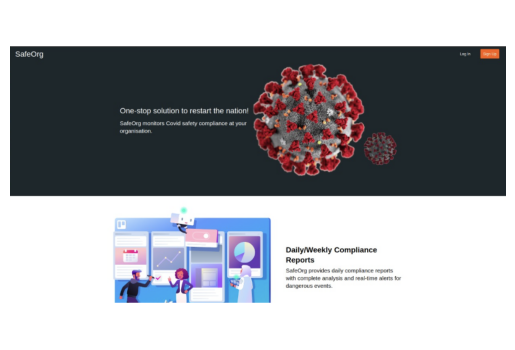 SafeOrg
Log in
Sign Up
One-stop solution to restart the nation!
SafeOrg monitors Covid safety compliance at your
organisation.
Daily/Weekly Compliance
Reports
SafeOrg provides daily compliance reports
with complete analysis and real-time alerts for
dangerous events.